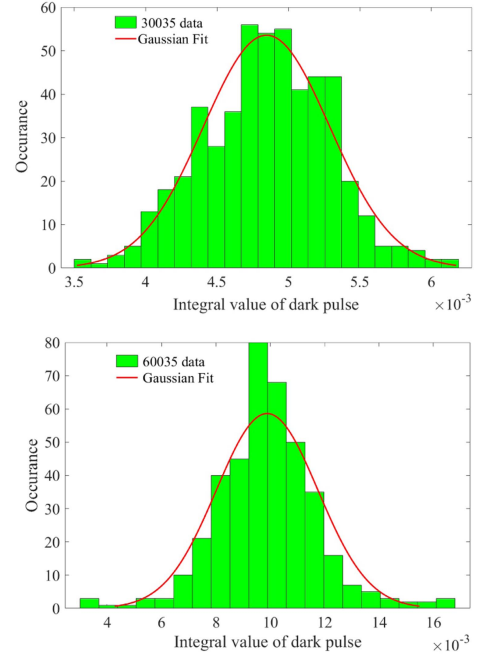 60
50
40
30
20
10
0
Occurance
30035 data
Gaussian Fit
3.5 4 4.5 5 5.5 6
Integral value of dark pulse
×10⁻³
80
70
60
50
40
30
20
10
0
Occurance
60035 data
Gaussian Fit
4 6 8 10 12 14 16
Integral value of dark pulse
×10⁻³